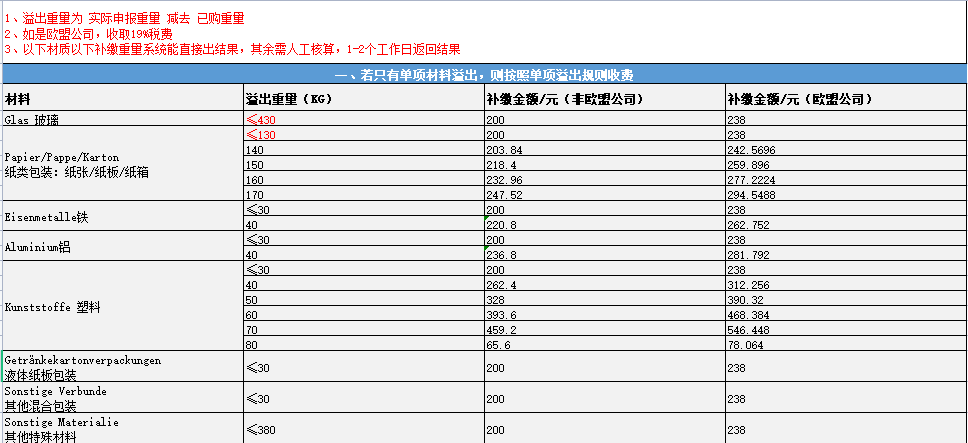 1、溢出重量为 实际申报重量 减去 已购重量
2、如是欧盟公司，收取19%税费
3、以下材质以下补缴重量系统能直接出结果，其余需人工核算，1-2个工作日返回结果
一、若只有单项材料溢出，则按照单项溢出规则收费
材料 溢出重量（KG） 补缴金额/元（非欧盟公司） 补缴金额/元（欧盟公司）
Glas 玻璃 ≤430 200 238
≤130 200 238
Papier/Pappe/Karton
纸类包装：纸张/纸板/纸箱
140 203.84 242.5696
150 218.4 259.896
160 232.96 277.2224
170 247.52 294.5488
Eisenmetalle铁
≤30 200 238
40 220.8 262.752
Aluminium铝
≤30 200 238
40 236.8 281.792
Kunststoffe 塑料
≤30 200 238
40 262.4 312.256
50 328 390.32
60 393.6 468.384
70 459.2 546.448
80 65.6 78.064
Getränkekartonverpackungen
液体纸板包装
≤30 200 238
Sonstige Verbunde
其他混合包装
≤30 200 238
Sonstige Materialie
其他特殊材料
≤380 200 238